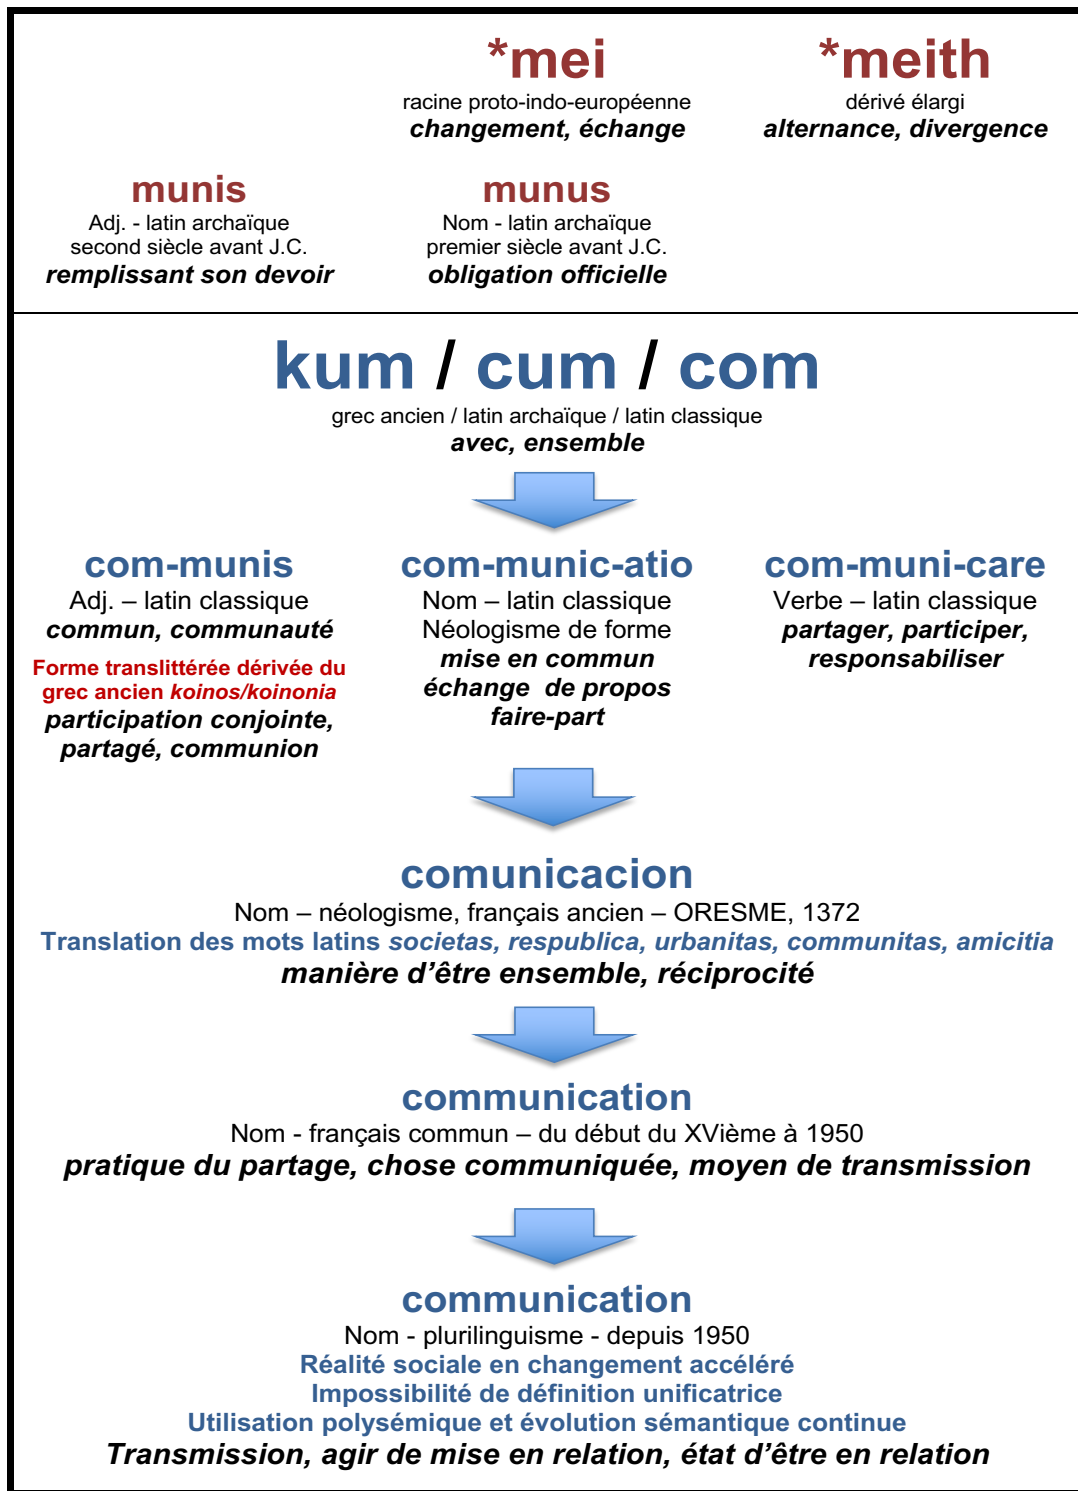 *mei
racine proto-indo-européenne
changement, échange
*meith
dérivé élargi
alternance, divergence
munis
Adj. - latin archaïque
second siècle avant J.C.
remplissant son devoir
munus
Nom - latin archaïque
premier siècle avant J.C.
obligation officielle
kum / cum / com
grec ancien / latin archaïque / latin classique
avec, ensemble
com-munis
Adj. – latin classique
commun, communauté
Forme translittérée dérivée du
grec ancien koinos/koinonia
participation conjointe,
partagé, communion
com-munic-atio
Nom – latin classique
Néologisme de forme
mise en commun
échange de propos
faire-part
com-muni-care
Verbe – latin classique
partager, participer,
responsabiliser
comunicacion
Nom – néologisme, français ancien – ORESME, 1372
Translation des mots latins societas, respublica, urbanitas, communitas, amicitia
manière d’être ensemble, réciprocité
communication
Nom - français commun – du début du XVième à 1950
pratique du partage, chose communiquée, moyen de transmission
communication
Nom - plurilinguisme - depuis 1950
Réalité sociale en changement accéléré
Impossibilité de définition unificatrice
Utilisation polysémique et évolution sémantique continue
Transmission, agir de mise en relation, état d’être en relation